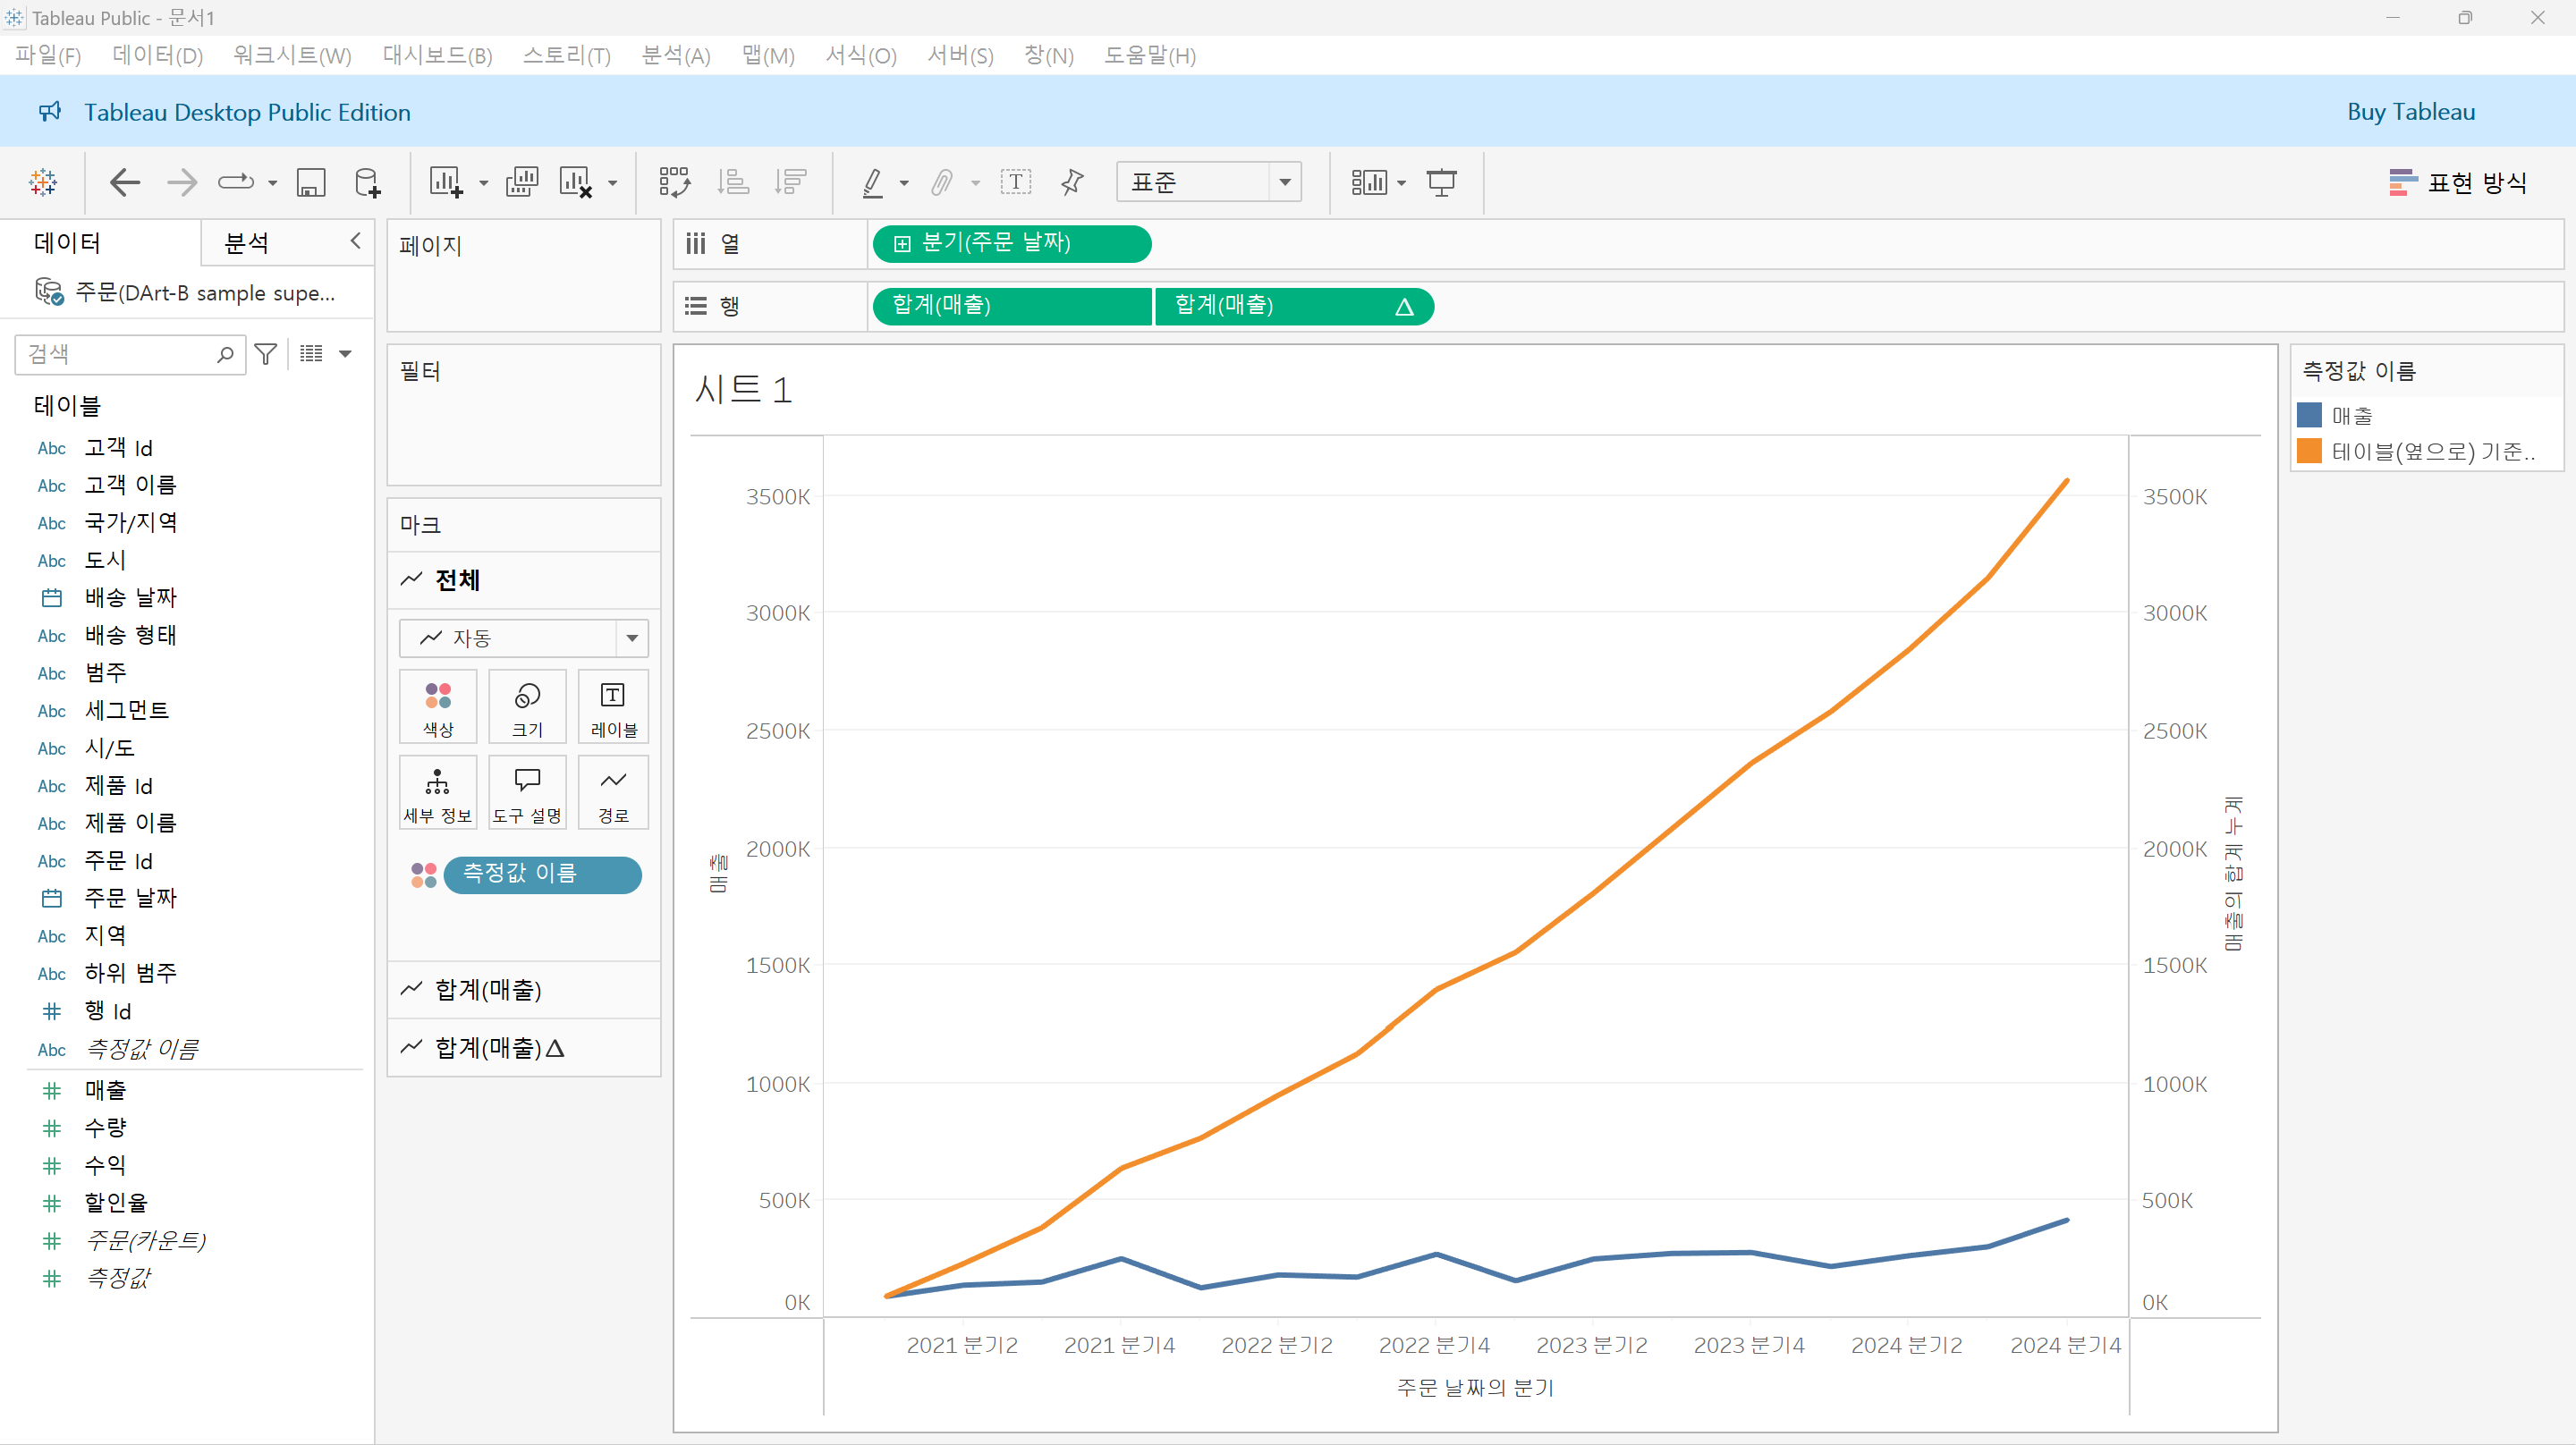 Tableau Public - 문서1
파일(F) 데이터(D) 워크시트(W) 대시보드(B) 스토리(T) 분석(A) 맵(M) 서식(O) 서버(S) 창(N) 도움말(H)
Tableau Desktop Public Edition
Buy Tableau
표준
표현 방식
데이터
분석
주문(DArt-B sample supe...
검색
테이블
Abc 고객 Id
Abc 고객 이름
Abc 국가/지역
Abc 도시
배송 날짜
Abc 배송 형태
Abc 범주
Abc 세그먼트
Abc 시/도
Abc 제품 Id
Abc 제품 이름
Abc 주문 Id
주문 날짜
Abc 지역
Abc 하위 범주
# 행 Id
Abc 측정값 이름
# 매출
# 수량
# 수익
# 할인율
# 주문(카운트)
# 측정값
페이지
필터
마크
전체
자동
색상
크기
T
레이블
세부 정보
도구 설명
경로
측정값 이름
합계(매출)
합계(매출)Δ
열
분기(주문 날짜)
행
합계(매출)
합계(매출) Δ
시트 1
3500K
3000K
2500K
2000K
1500K
1000K
500K
0K
매출
3500K
3000K
2500K
2000K
1500K
1000K
500K
0K
매출의 합계 누계
2021 분기2
2021 분기4
2022 분기2
2022 분기4
2023 분기2
2023 분기4
2024 분기2
2024 분기4
주문 날짜의 분기
측정값 이름
매출
테이블(옆으로) 기준..